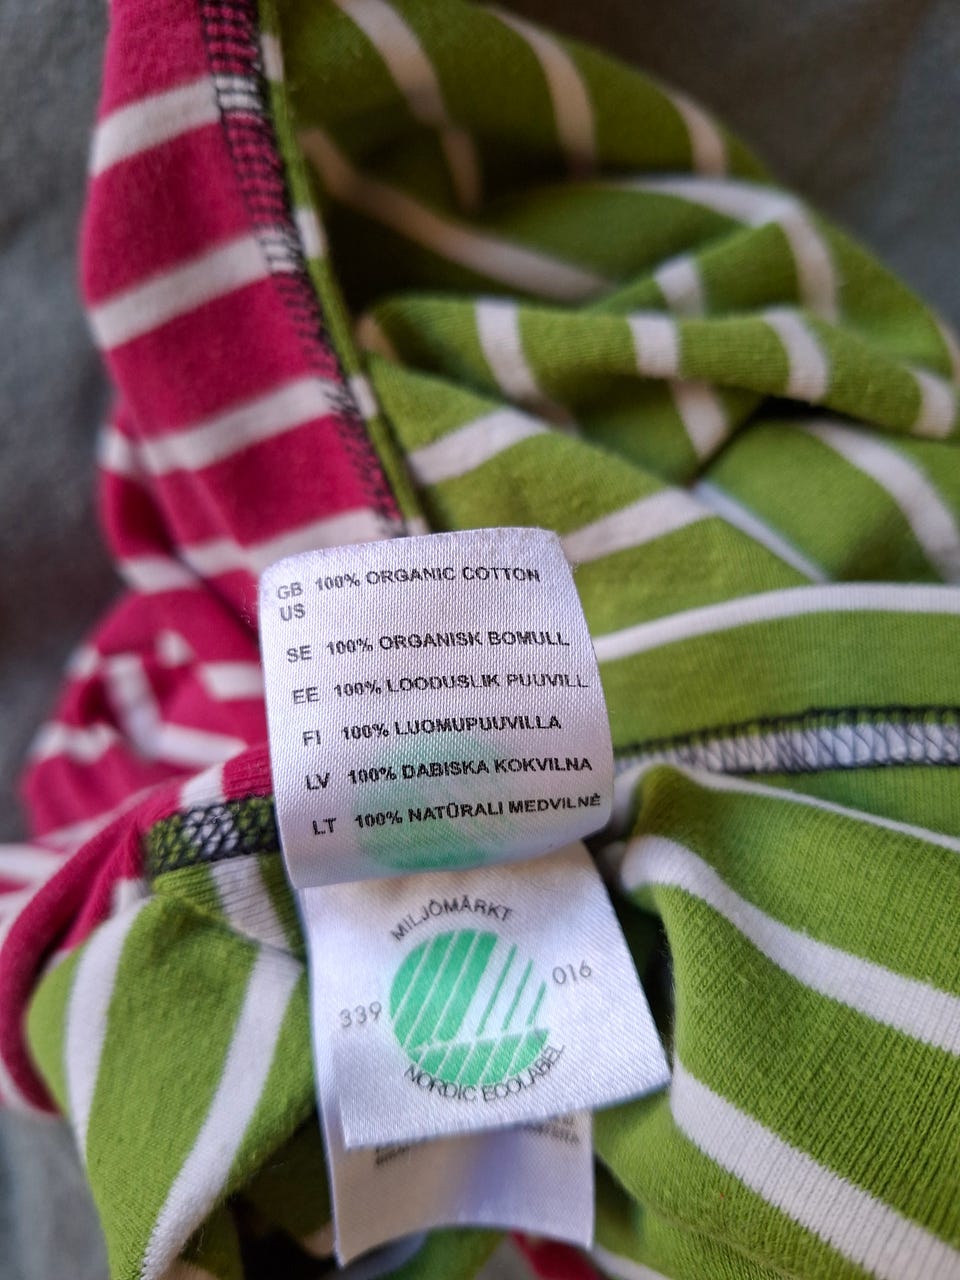 GB 100% ORGANIC COTTON
US
SE 100% ORGANISK BOMULL
EE 100% LOODUSLIK PUUVILL
FI 100% LUOMUPUUVILLA
LV 100% DABISKA KOKVILNA
LT 100% NATŪRALI MEDVILNĖ
MILJÖMÄRKT
339 016
NORDIC ECOLABEL